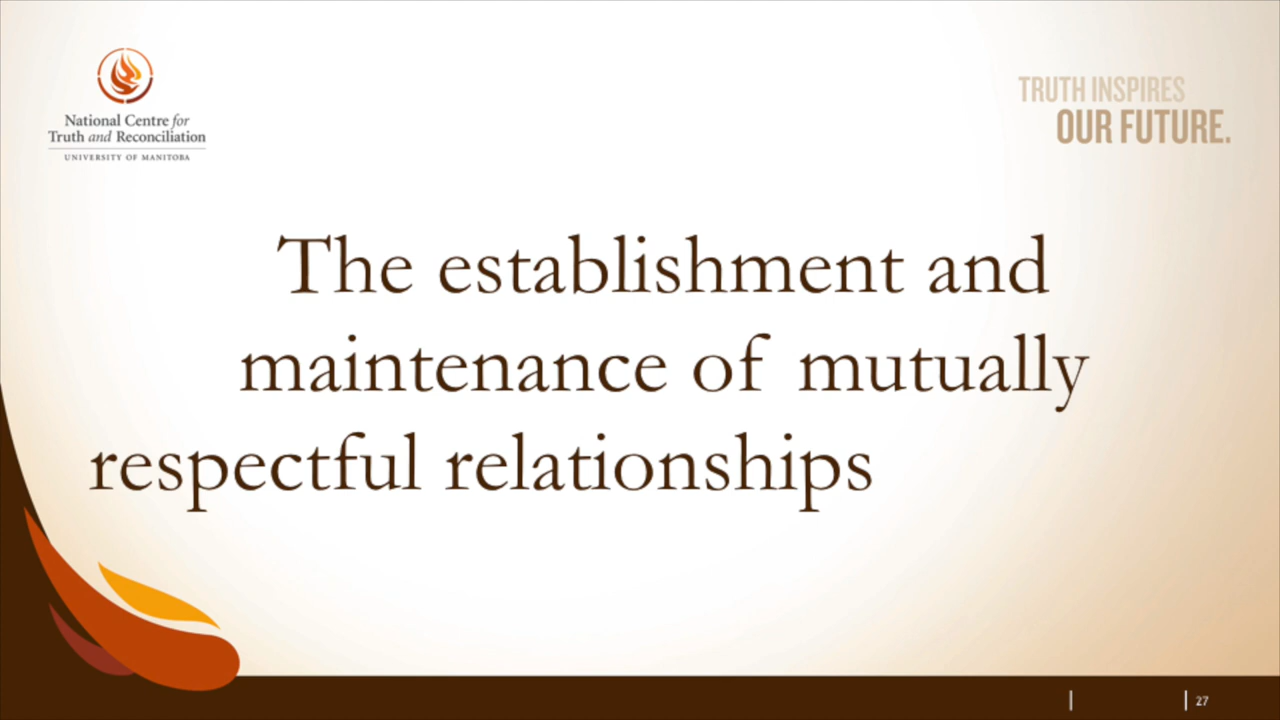 National Centre for
Truth and Reconciliation
UNIVERSITY OF MANITOBA
TRUTH INSPIRES
OUR FUTURE.
The establishment and
maintenance of mutually
respectful relationships
27